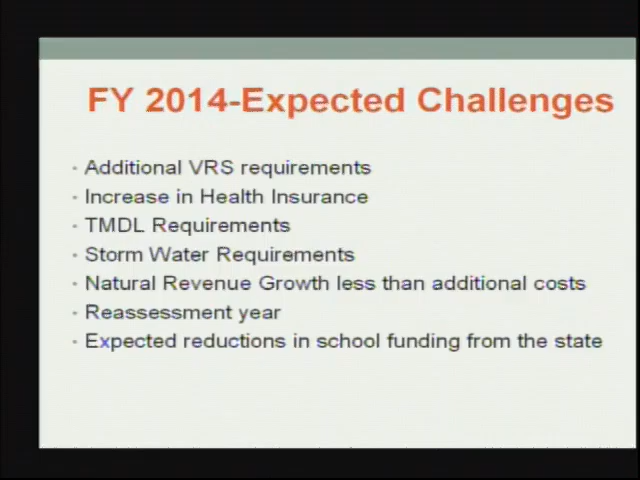 FY 2014-Expected Challenges
Additional VRS requirements
Increase in Health Insurance
TMDL Requirements
Storm Water Requirements
Natural Revenue Growth less than additional costs
Reassessment year
Expected reductions in school funding from the state